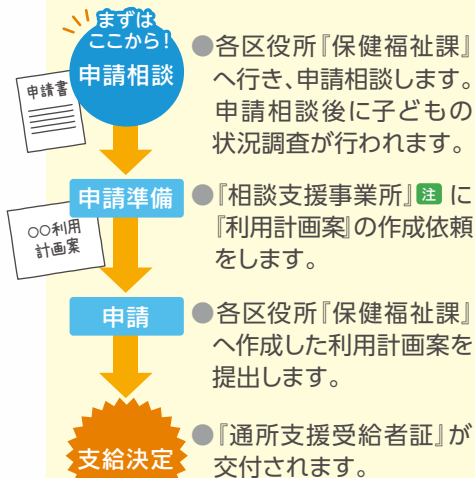 まずは
ここから!
申請相談
申請書
●各区役所『保健福祉課』
へ行き、申請相談します。
申請相談後に子どもの
状況調査が行われます。
申請準備
○○利用
計画案
●『相談支援事業所』注 に
『利用計画案』の作成依頼
をします。
申請
●各区役所『保健福祉課』
へ作成した利用計画案を
提出します。
支給決定
●『通所支援受給者証』が
交付されます。